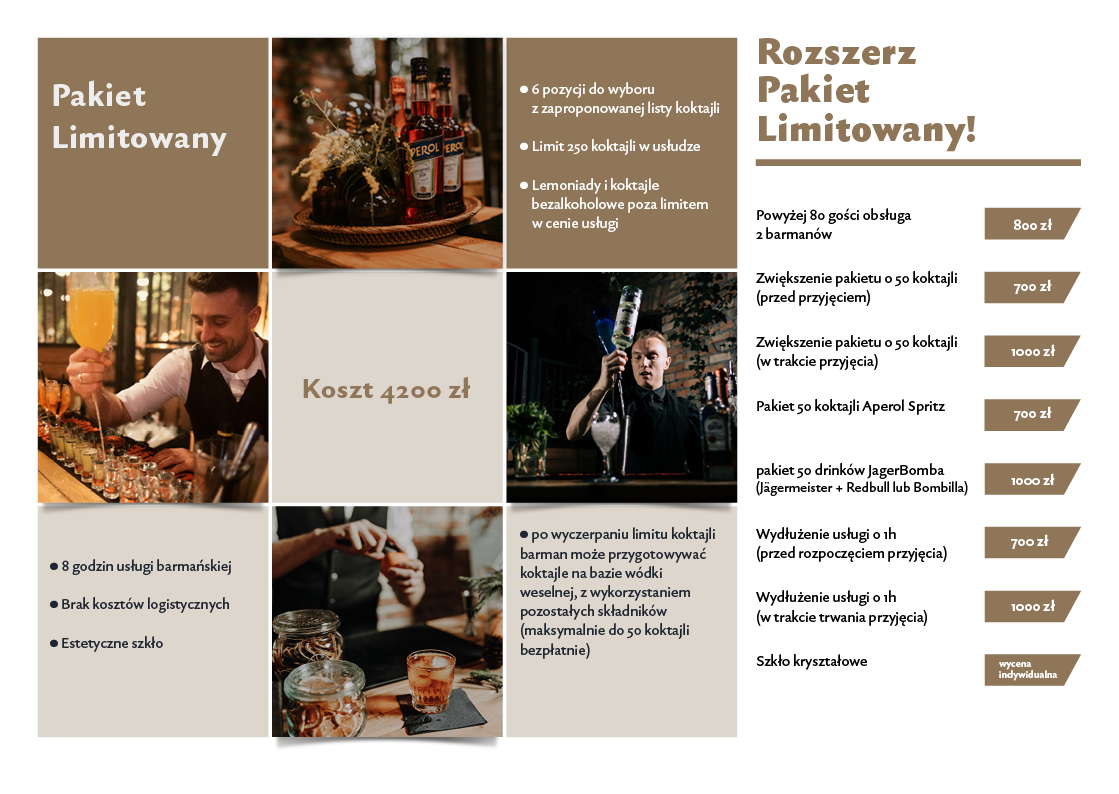 Pakiet
Limitowany
PEROL
PEROL
● 6 pozycji do wyboru
z zaproponowanej listy koktajli
● Limit 250 koktajli w usłudze
● Lemoniady i koktajle
bezalkoholowe poza limitem
w cenie usługi
Koszt 4200 zł
● 8 godzin usługi barmańskiej
● Brak kosztów logistycznych
● Estetyczne szkło
● po wyczerpaniu limitu koktajli
barman może przygotowywać
koktajle na bazie wódki
weselnej, z wykorzystaniem
pozostałych składników
(maksymalnie do 50 koktajli
bezpłatnie)
Rozszerz
Pakiet
Limitowany!
Powyżej 80 gości obsługa
2 barmanów
800 zł
Zwiększenie pakietu o 50 koktajli
(przed przyjęciem)
700 zł
Zwiększenie pakietu o 50 koktajli
(w trakcie przyjęcia)
1000 zł
Pakiet 50 koktajli Aperol Spritz
700 zł
pakiet 50 drinków JagerBomba
(Jägermeister + Redbull lub Bombilla)
1000 zł
Wydłużenie usługi o 1h
(przed rozpoczęciem przyjęcia)
700 zł
Wydłużenie usługi o 1h
(w trakcie trwania przyjęcia)
1000 zł
Szkło kryształowe
wycena
indywidualna